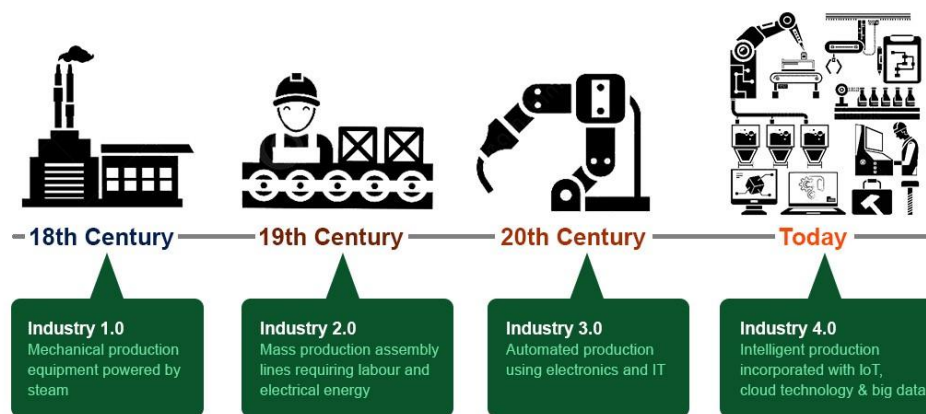 18th Century
19th Century
20th Century
Today
Industry 1.0
Mechanical production
equipment powered by
steam
Industry 2.0
Mass production assembly
lines requiring labour and
electrical energy
Industry 3.0
Automated production
using electronics and IT
Industry 4.0
Intelligent production
incorporated with IoT,
cloud technology & big data